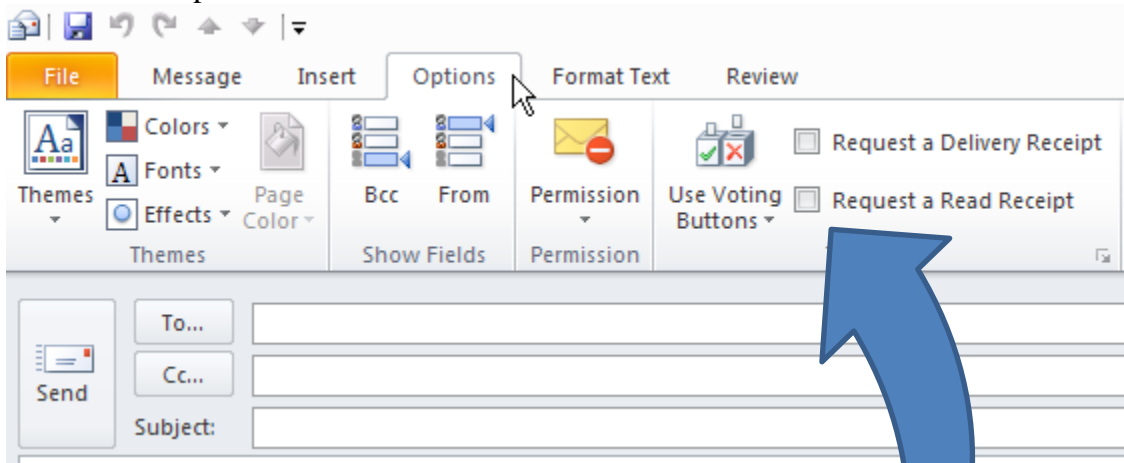 File Message Insert Options Format Text Review
Aa Colors Request a Delivery Receipt
A Fonts
Themes Page Bcc From Permission Use Voting Request a Read Receipt
Effects Color Buttons
Themes Show Fields Permission
To...
Cc...
Send
Subject: